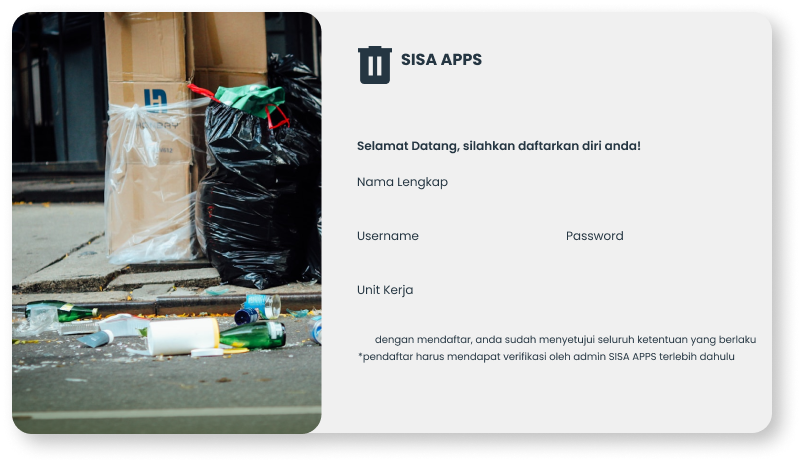 SISA APPS
Selamat Datang, silahkan daftarkan diri anda!
Nama Lengkap
Username
Password
Unit Kerja
dengan mendaftar, anda sudah menyetujui seluruh ketentuan yang berlaku
*pendaftar harus mendapat verifikasi oleh admin SISA APPS terlebih dahulu